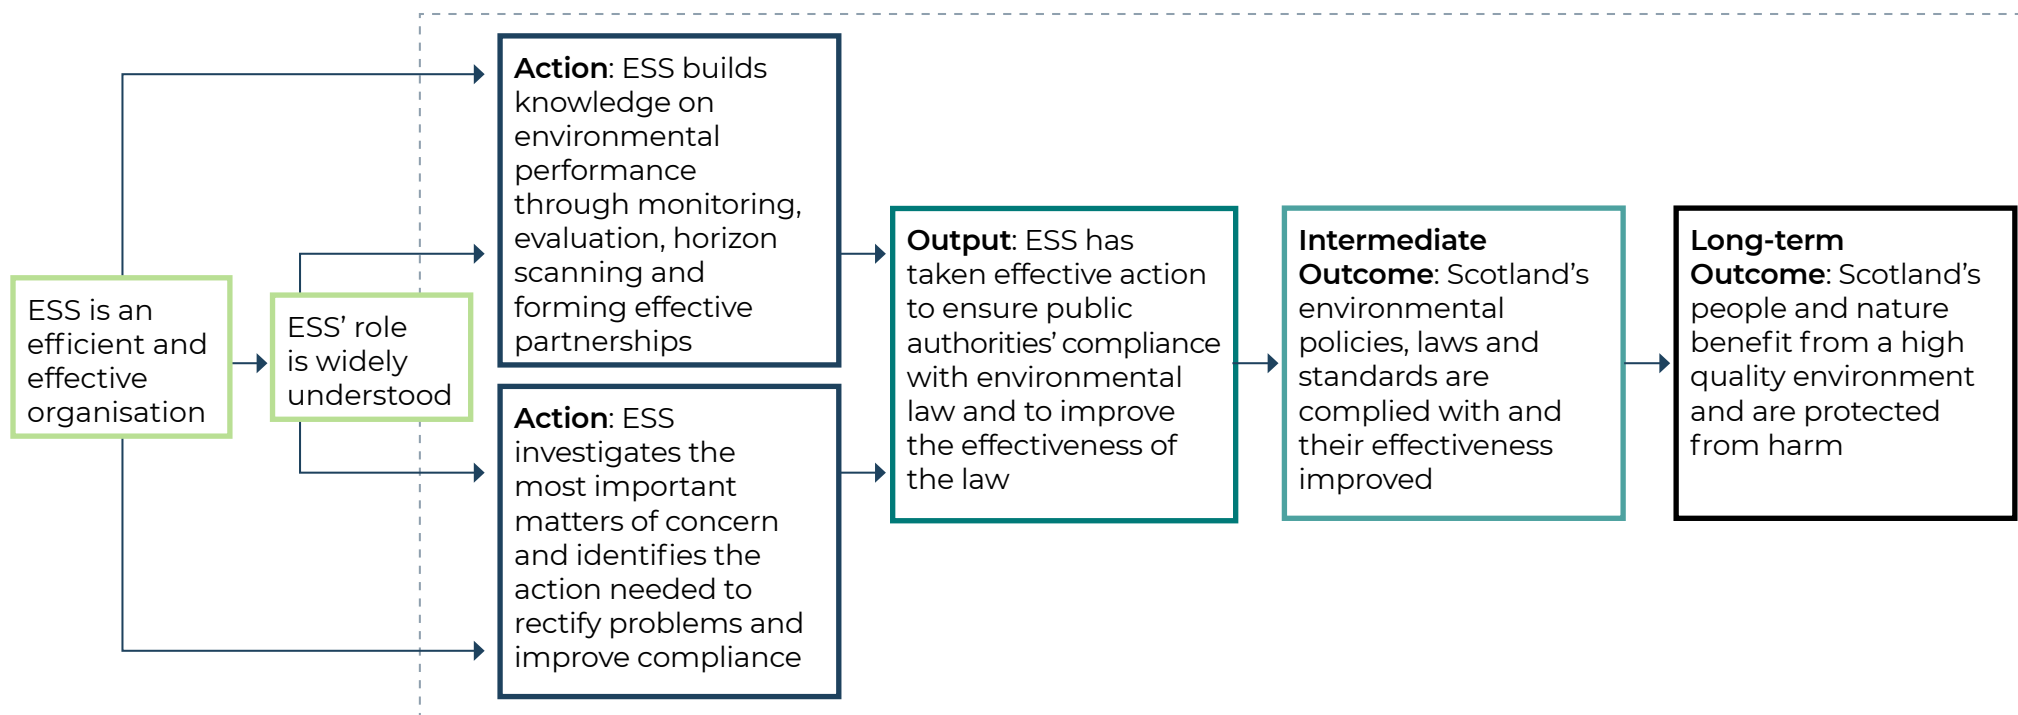 ESS is an
efficient and
effective
organisation
ESS’ role
is widely
understood
Action: ESS builds
knowledge on
environmental
performance
through monitoring,
evaluation, horizon
scanning and
forming effective
partnerships
Action: ESS
investigates the
most important
matters of concern
and identifies the
action needed to
rectify problems and
improve compliance
Output: ESS has
taken effective action
to ensure public
authorities’ compliance
with environmental
law and to improve
the effectiveness of
the law
Intermediate
Outcome: Scotland’s
environmental
policies, laws and
standards are
complied with and
their effectiveness
improved
Long-term
Outcome: Scotland’s
people and nature
benefit from a high
quality environment
and are protected
from harm